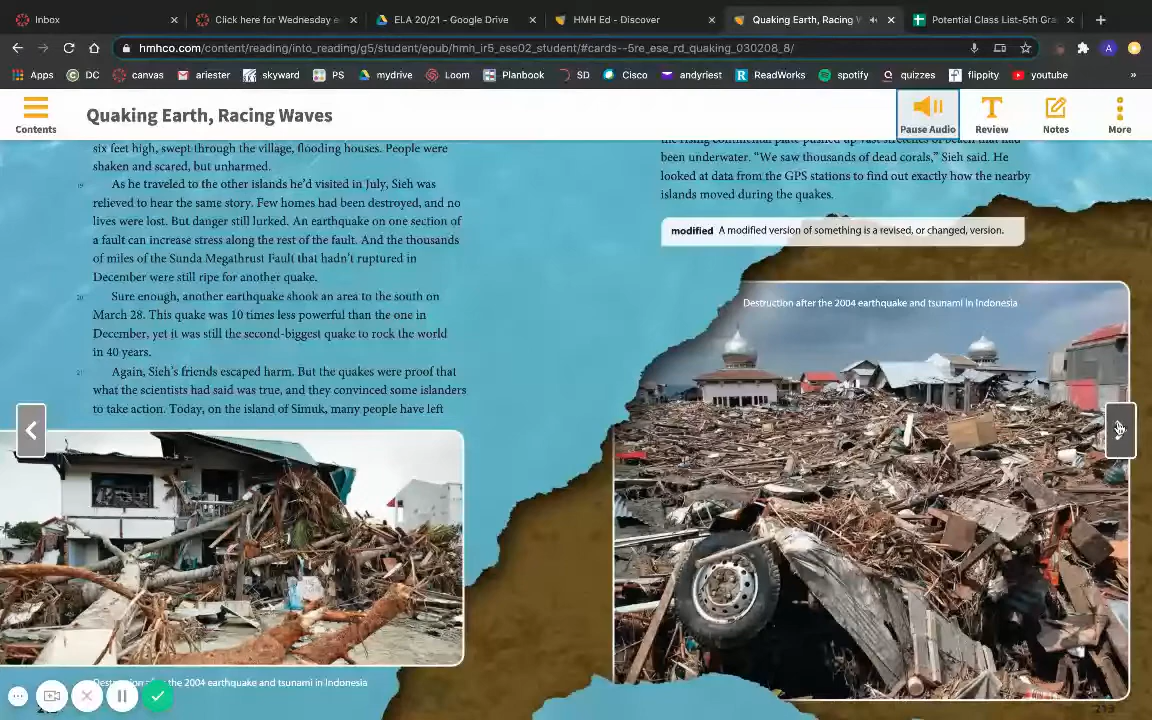 Inbox
Click here for Wednesday e
ELA 20/21 - Google Drive
HMH Ed - Discover
Quaking Earth, Racing W
Potential Class List-5th Gra
hmhco.com/content/reading/into_reading/g5/student/epub/hmh_ir5_ese02_student/#cards--5re_ese_rd_quaking_030208_8/
A
Apps
DC
canvas
ariester
skyward
PS
mydrive
Loom
Planbook
SD
Cisco
andyriest
ReadWorks
spotify
quizzes
flippity
youtube
»
Contents
Quaking Earth, Racing Waves
Pause Audio
Review
Notes
More
six feet high, swept through the village, flooding houses. People were
shaken and scared, but unharmed.
19 As he traveled to the other islands he'd visited in July, Sieh was
relieved to hear the same story. Few homes had been destroyed, and no
lives were lost. But danger still lurked. An earthquake on one section of
a fault can increase stress along the rest of the fault. And the thousands
of miles of the Sunda Megathrust Fault that hadn't ruptured in
December were still ripe for another quake.
20 Sure enough, another earthquake shook an area to the south on
March 28. This quake was 10 times less powerful than the one in
December, yet it was still the second-biggest quake to rock the world
in 40 years.
21 Again, Sieh's friends escaped harm. But the quakes were proof that
what the scientists had said was true, and they convinced some islanders
to take action. Today, on the island of Simuk, many people have left
Destruction after the 2004 earthquake and tsunami in Indonesia
the rising continental plate pushed up vast stretches of beach that had
been underwater. "We saw thousands of dead corals," Sieh said. He
looked at data from the GPS stations to find out exactly how the nearby
islands moved during the quakes.
modified A modified version of something is a revised, or changed, version.
Destruction after the 2004 earthquake and tsunami in Indonesia
213